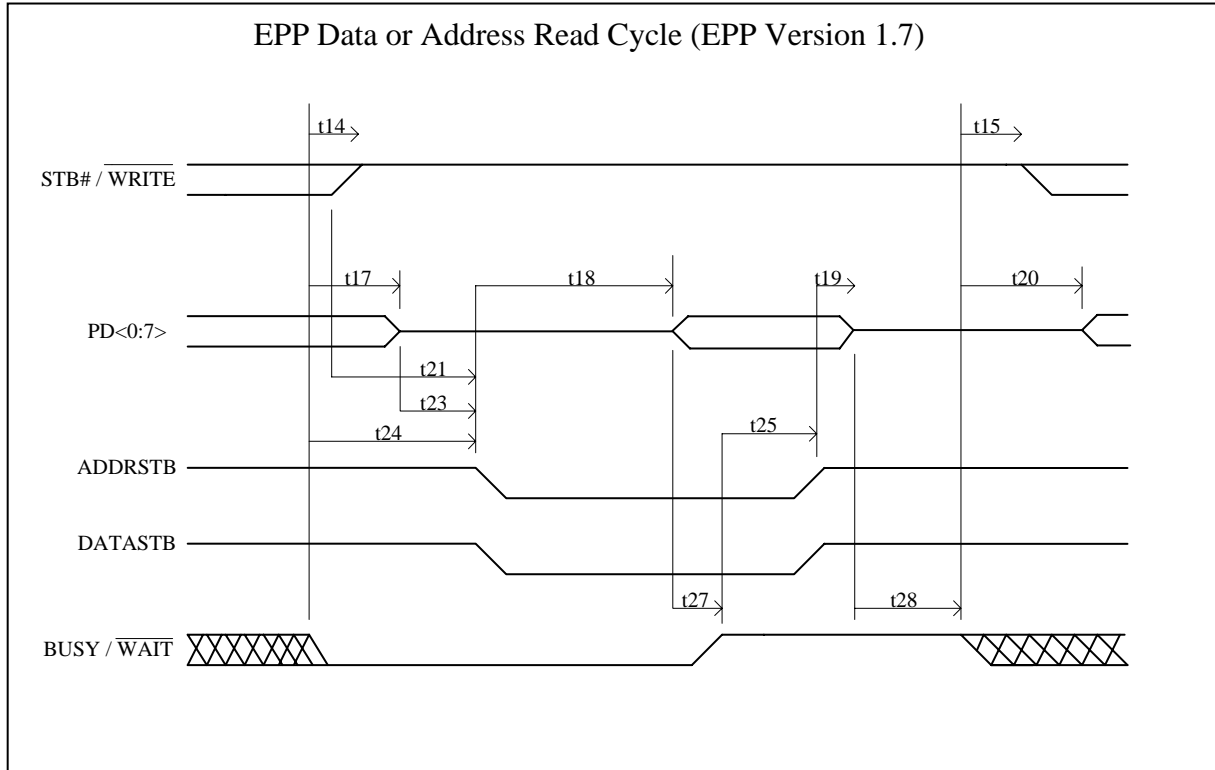 EPP Data or Address Read Cycle (EPP Version 1.7)
t14
t15
STB# / WRITE
t17
t18
t19
t20
PD<0:7>
t21
t23
t24
t25
ADDRSTB
DATASTB
t27
t28
BUSY / WAIT